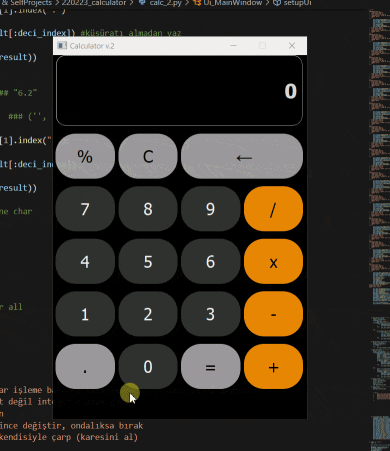 & SelfProjects > 220223_calculator > calc_2.py > Ui_MainWindow > setupUi
[1].index(".")
lt[:deci_index]) #küsüratı almadan yaz
result))
## "6.2"
### ('',
[1].index("
lt[:deci_in
result))
ne char
r all
Calculator v.2
0
% C ←
7 8 9 /
4 5 6 x
1 2 3 -
. 0 = +
ar işleme ba
t değil inte
n
ince değiştir, ondalıksa bırak
kendisiyle çarp (karesini al)